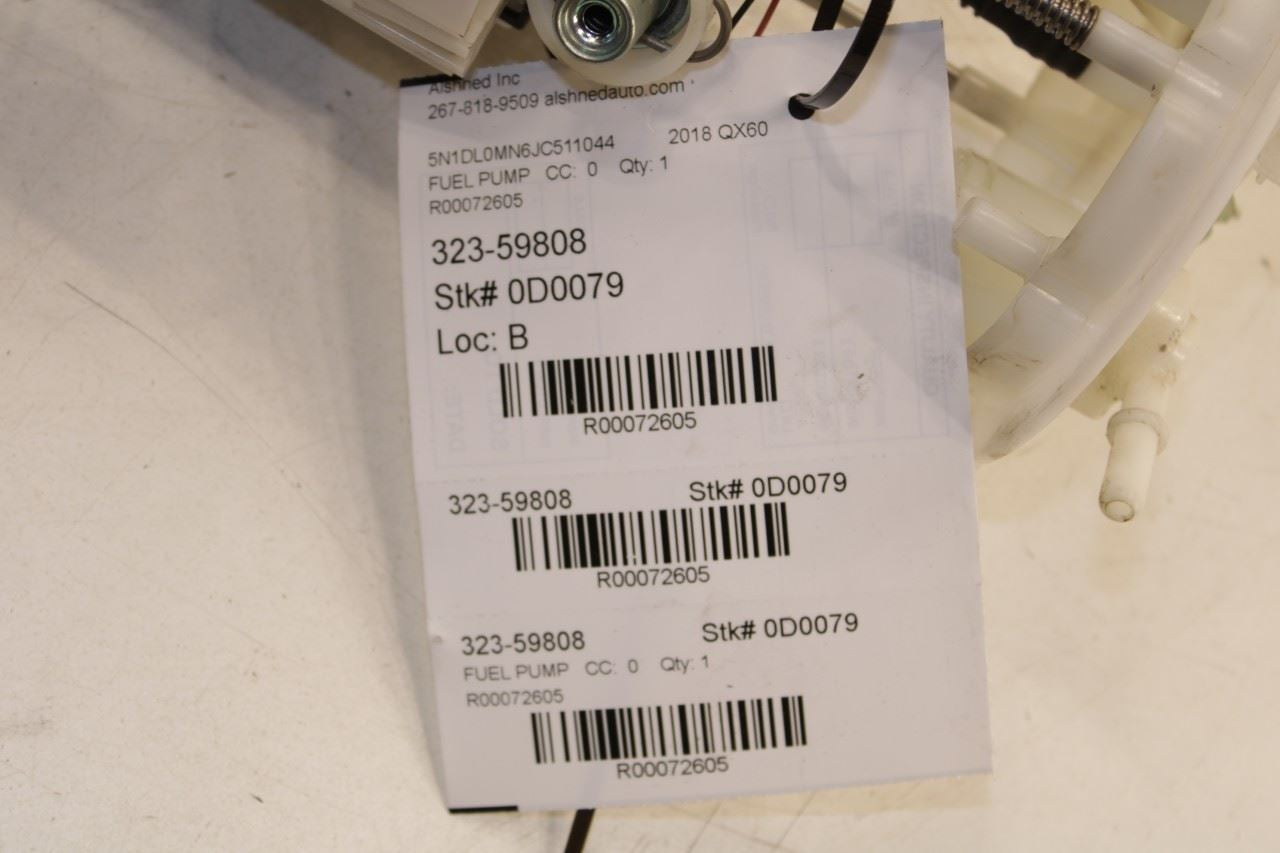 Alshned Inc
267-818-9509 alshnedauto.com
5N1DL0MN6JC511044 2018 QX60
FUEL PUMP CC: 0 Qty: 1
R00072605
323-59808
Stk# 0D0079
Loc: B
R00072605
323-59808 Stk# 0D0079
R00072605
323-59808 Stk# 0D0079
FUEL PUMP CC: 0 Qty: 1
R00072605
R00072605